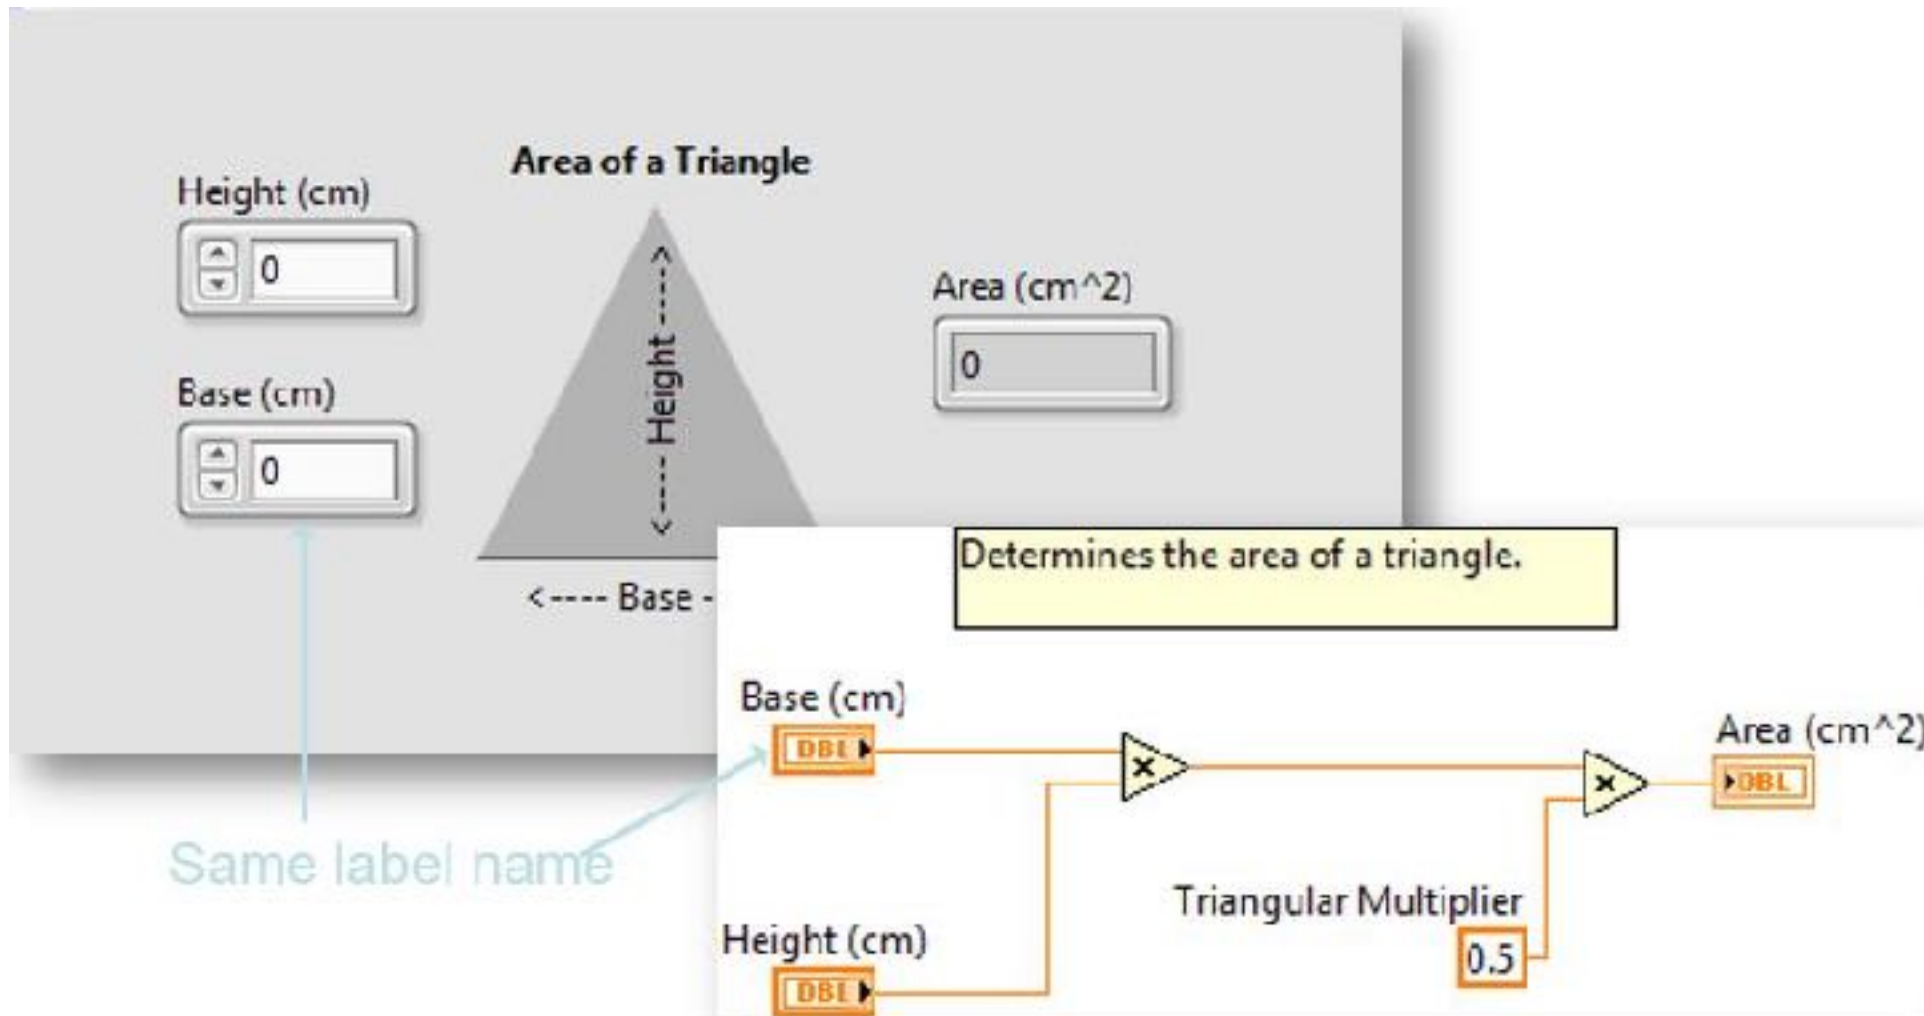 Area of a Triangle
Height (cm)
0
Base (cm)
0
<---- Height ---->
<---- Base -
Area (cm^2)
0
Same label name
Determines the area of a triangle.
Base (cm)
DBL
×
×
Area (cm^2)
DBL
Triangular Multiplier
0.5
Height (cm)
DBL